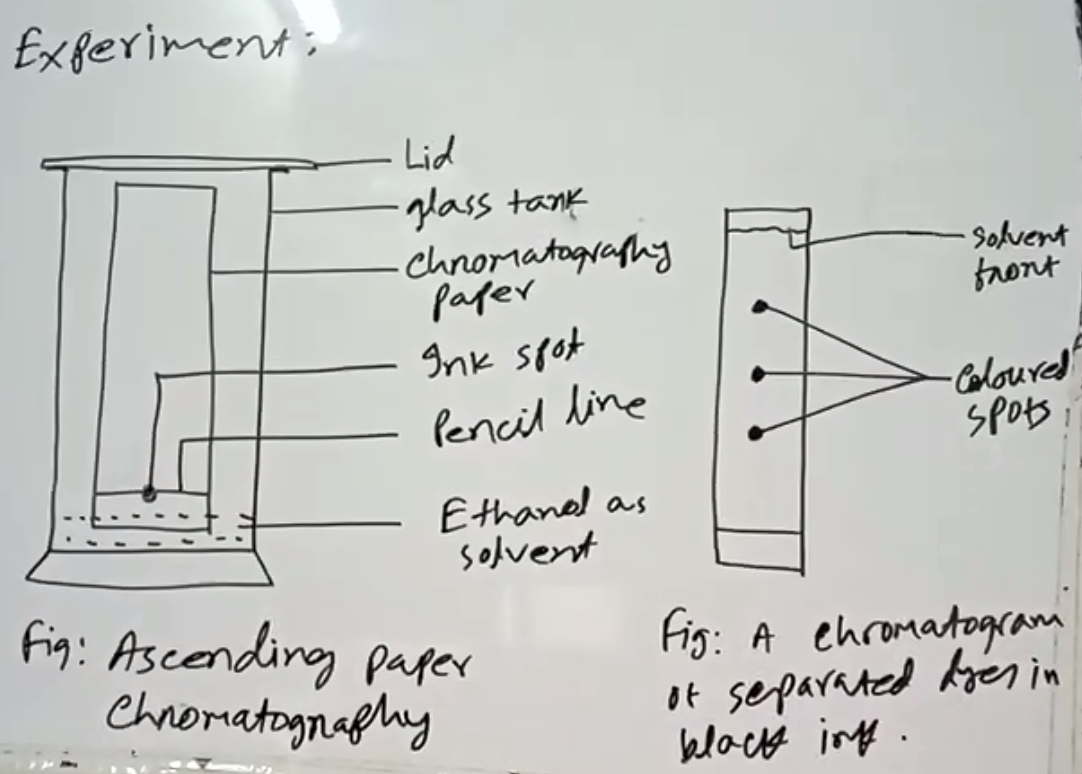 Experiment:
Lid
glass tank
Chromatography
paper
Ink spot
Pencil line
Ethanol as
solvent
Fig: Ascending paper
Chromatography
solvent
front
Coloured
spots
Fig: A chromatogram
of separated dyes in
black ink.